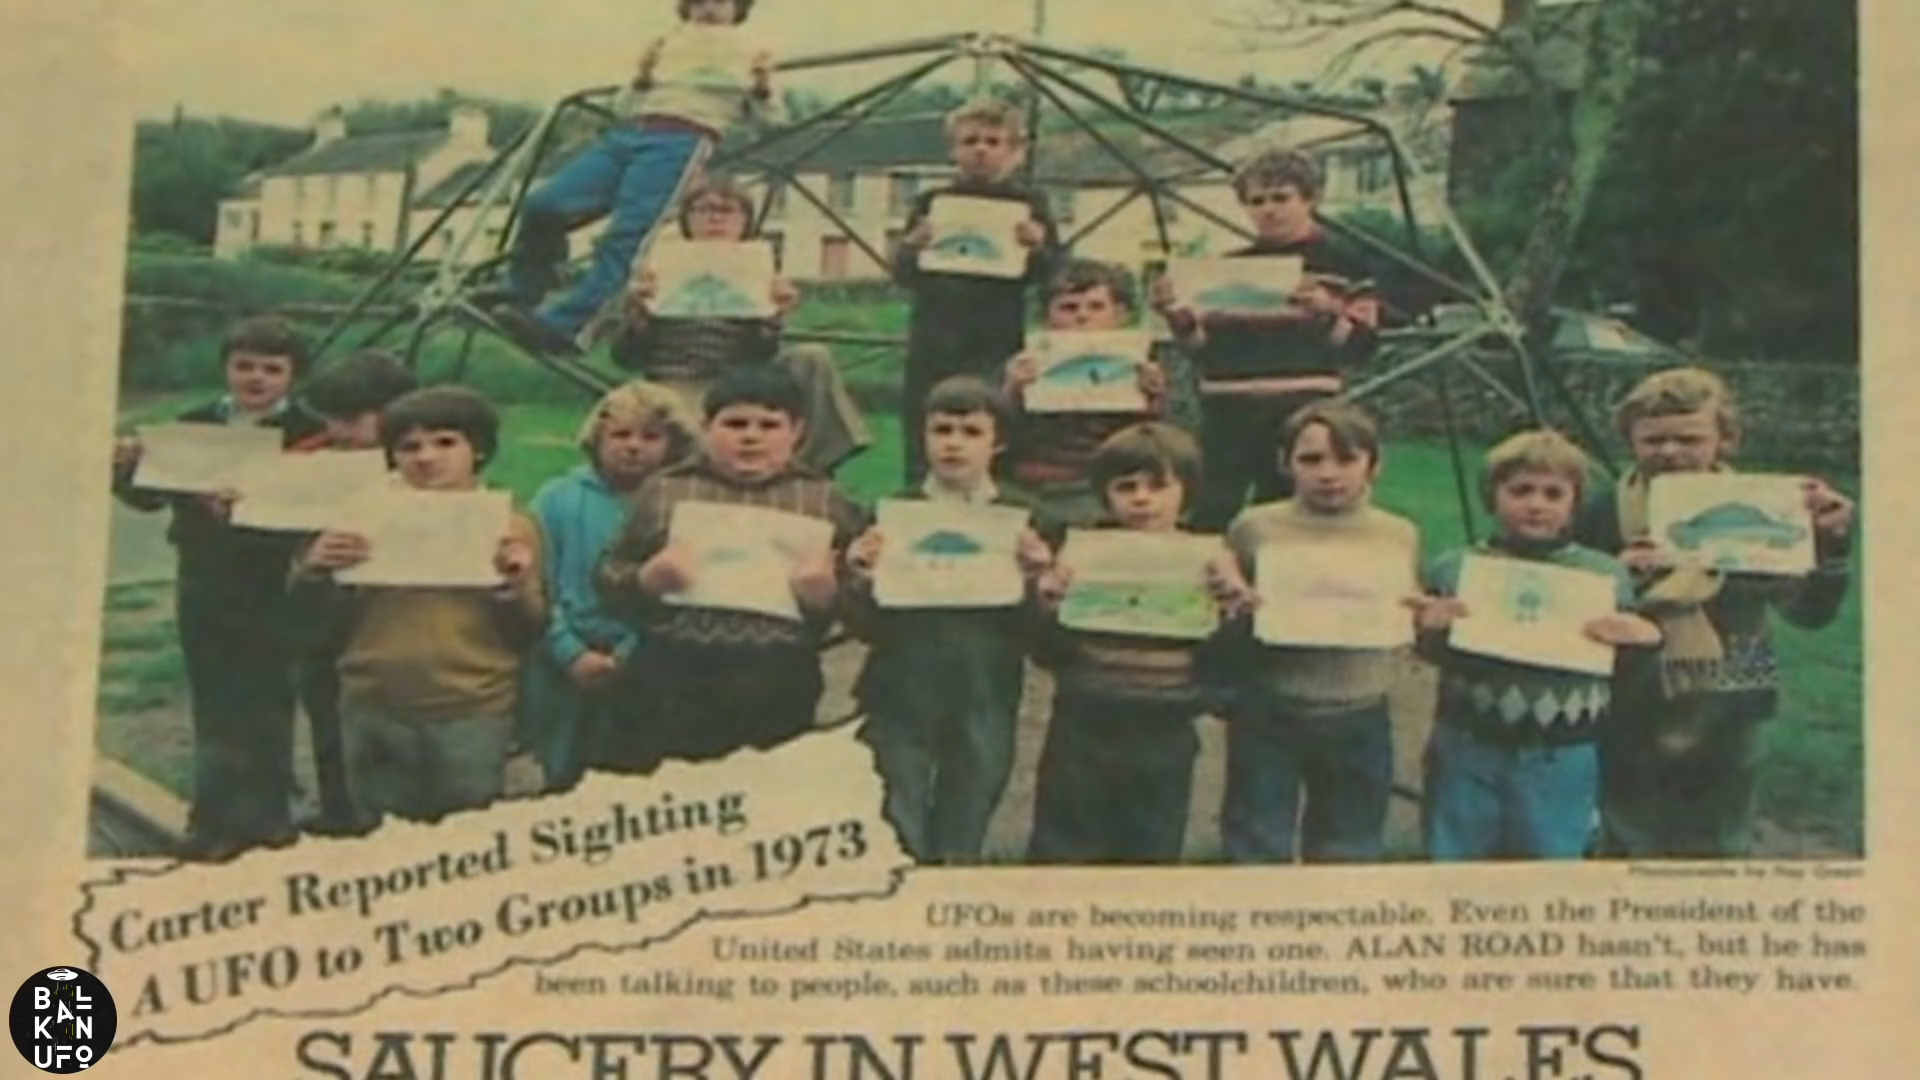 Carter Reported Sighting
A UFO to Two Groups in 1973
UFOs are becoming respectable. Even the President of the
United States admits having seen one. ALAN ROAD hasn't, but he has
been talking to people, such as these schoolchildren, who are sure that they have.
SAUCERY IN WEST WALES
BALKAN
UFO